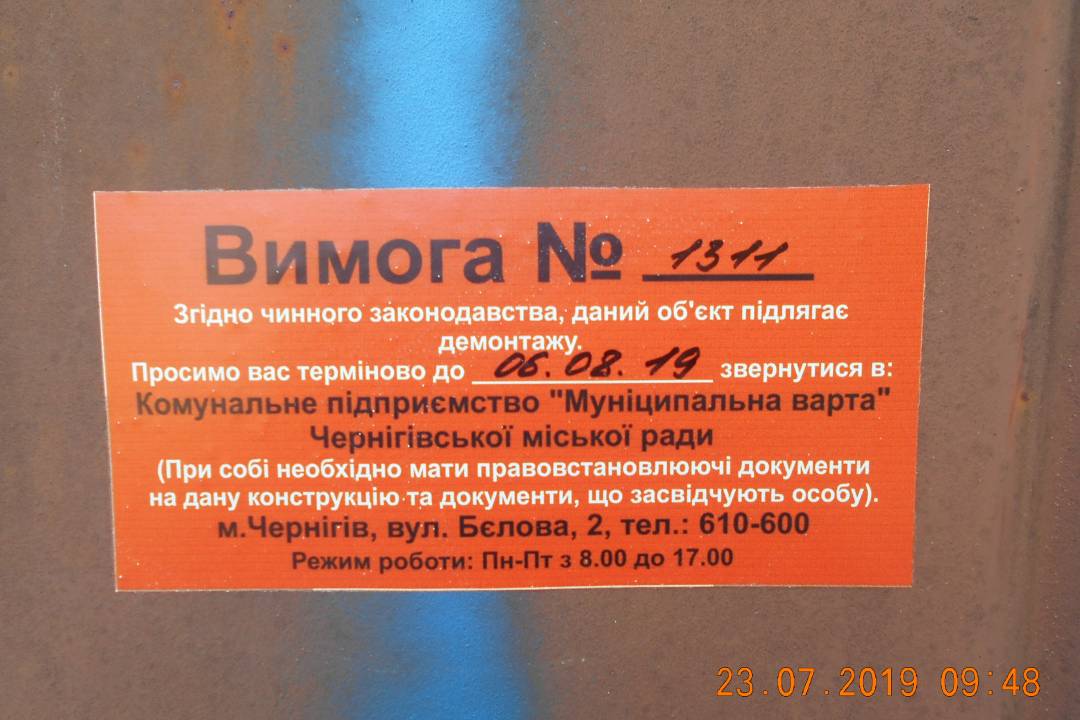 Вимога № 1311
Згідно чинного законодавства, даний об'єкт підлягає
демонтажу.
Просимо вас терміново до 06.08.19 звернутися в:
Комунальне підприємство "Муніципальна варта"
Чернігівської міської ради
(При собі необхідно мати правовстановлюючі документи
на дану конструкцію та документи, що засвідчують особу).
м.Чернігів, вул. Бєлова, 2, тел.: 610-600
Режим роботи: Пн-Пт з 8.00 до 17.00
23.07.2019 09:48